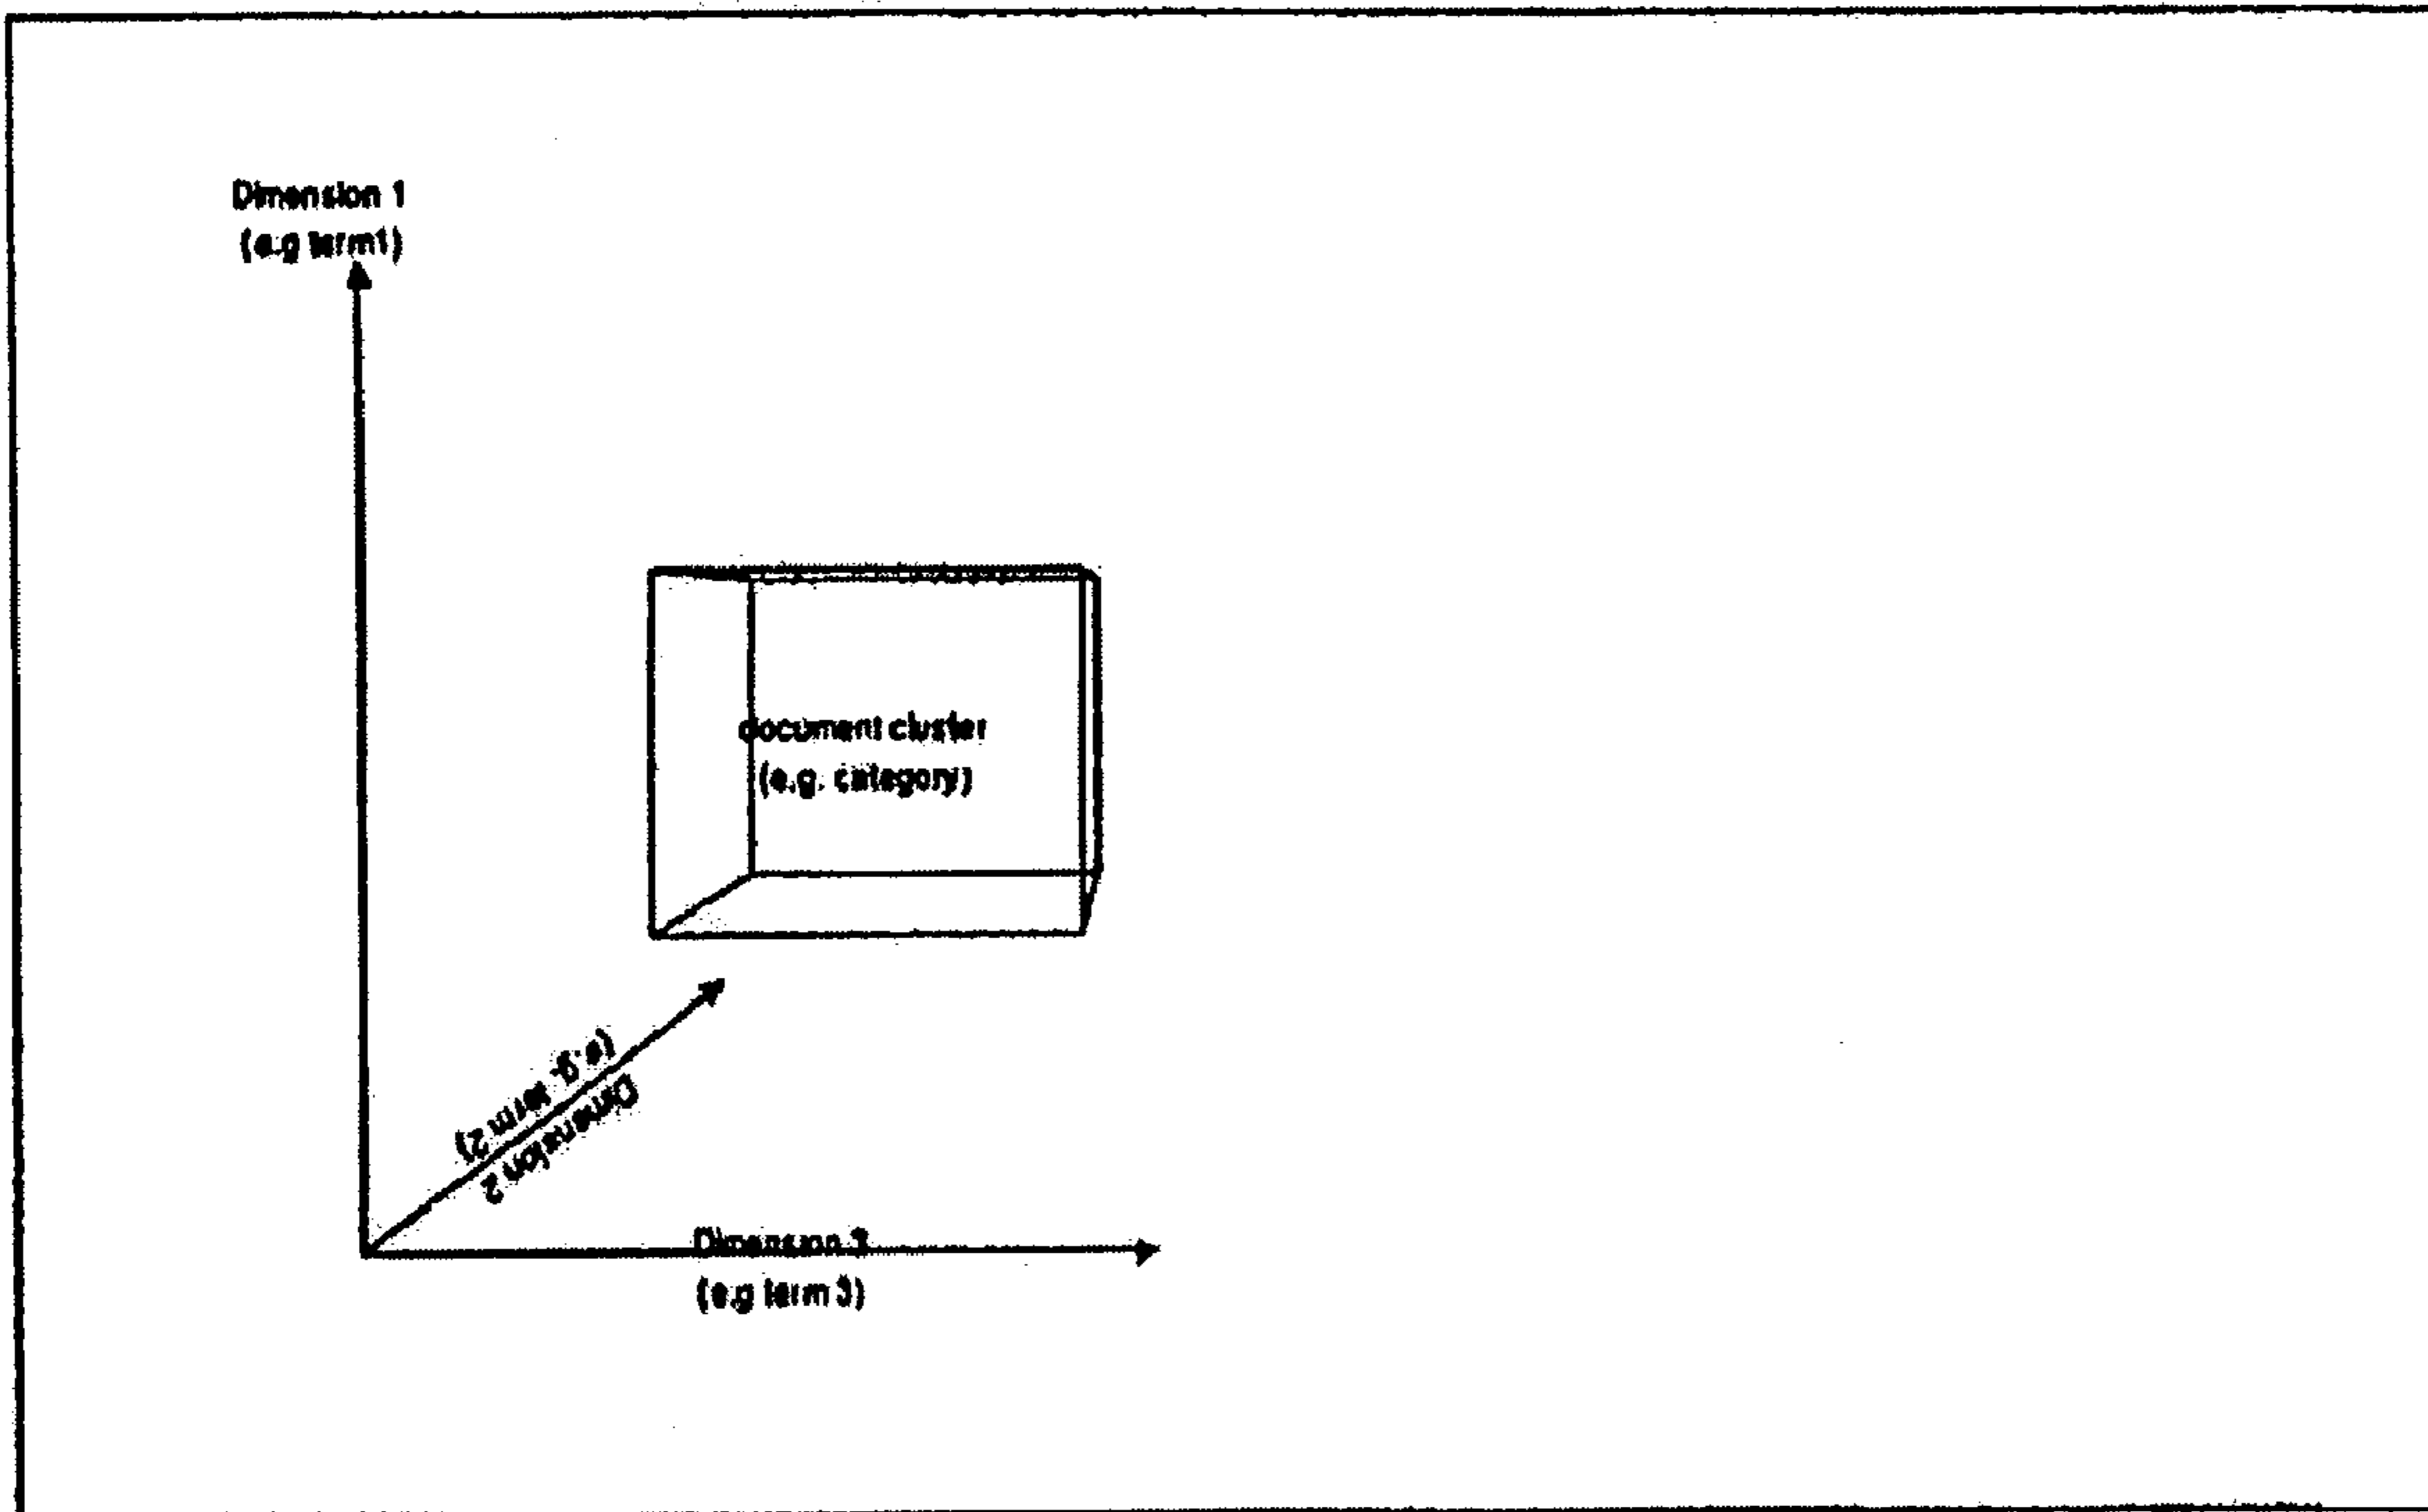 Dimension 1
(e.g term1)
document cluster
(e.g. category)
(e.g. term 2)
Dimension 2
Dimension 3
(e.g term 3)